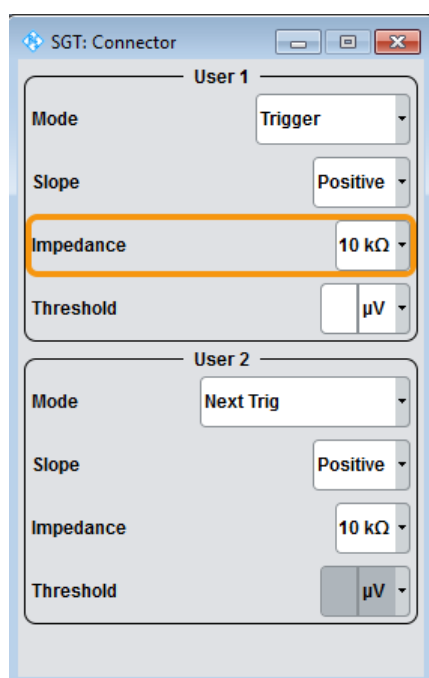 SGT: Connector
User 1
Mode Trigger
Slope Positive
Impedance 10 kΩ
Threshold µV
User 2
Mode Next Trig
Slope Positive
Impedance 10 kΩ
Threshold µV